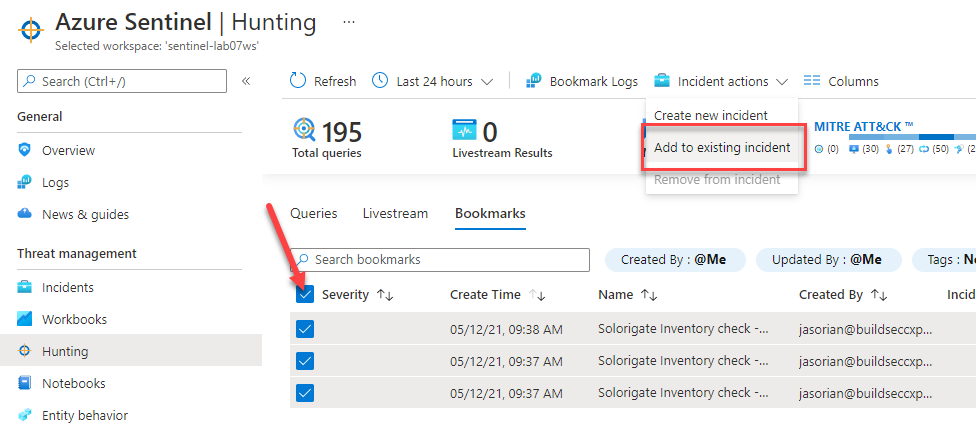 Azure Sentinel | Hunting ...
Selected workspace: 'sentinel-lab07ws'
Search (Ctrl+/)
«
General
Overview
Logs
News & guides
Threat management
Incidents
Workbooks
Hunting
Notebooks
Entity behavior
Refresh
Last 24 hours
Bookmark Logs
Incident actions
Columns
Create new incident
Add to existing incident
Remove from incident
195
Total queries
0
Livestream Results
MITRE ATT&CK ™
(0) (30) (27) (50)
Queries Livestream Bookmarks
Search bookmarks
Created By : @Me
Updated By : @Me
Tags :
Severity Create Time Name Created By
05/12/21, 09:38 AM Solorigate Inventory check -... jasorian@buildseccxp...
05/12/21, 09:37 AM Solorigate Inventory check -... jasorian@buildseccxp...
05/12/21, 09:37 AM Solorigate Inventory check -... jasorian@buildseccxp...